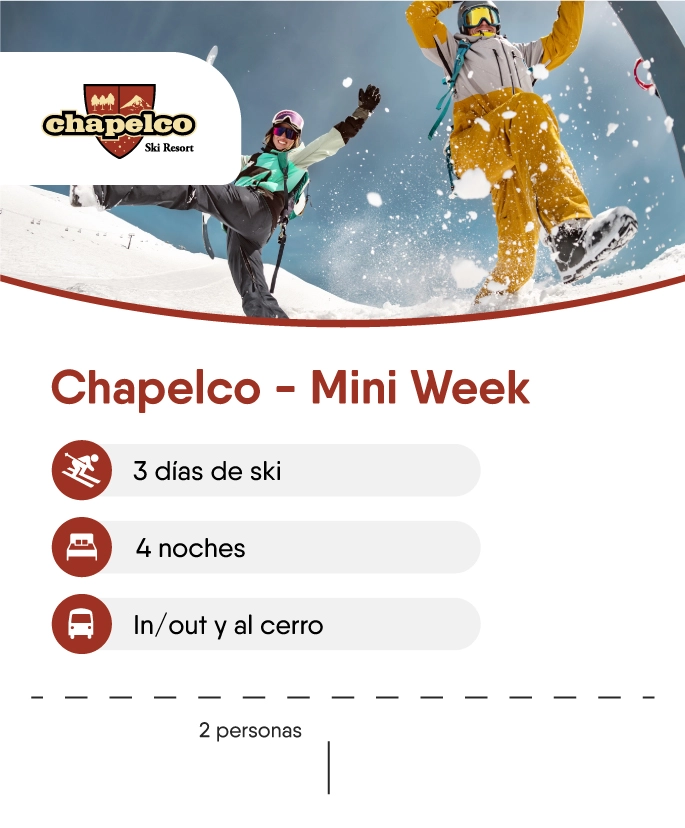 chapelco
Ski Resort
Chapelco - Mini Week
3 días de ski
4 noches
In/out y al cerro
2 personas